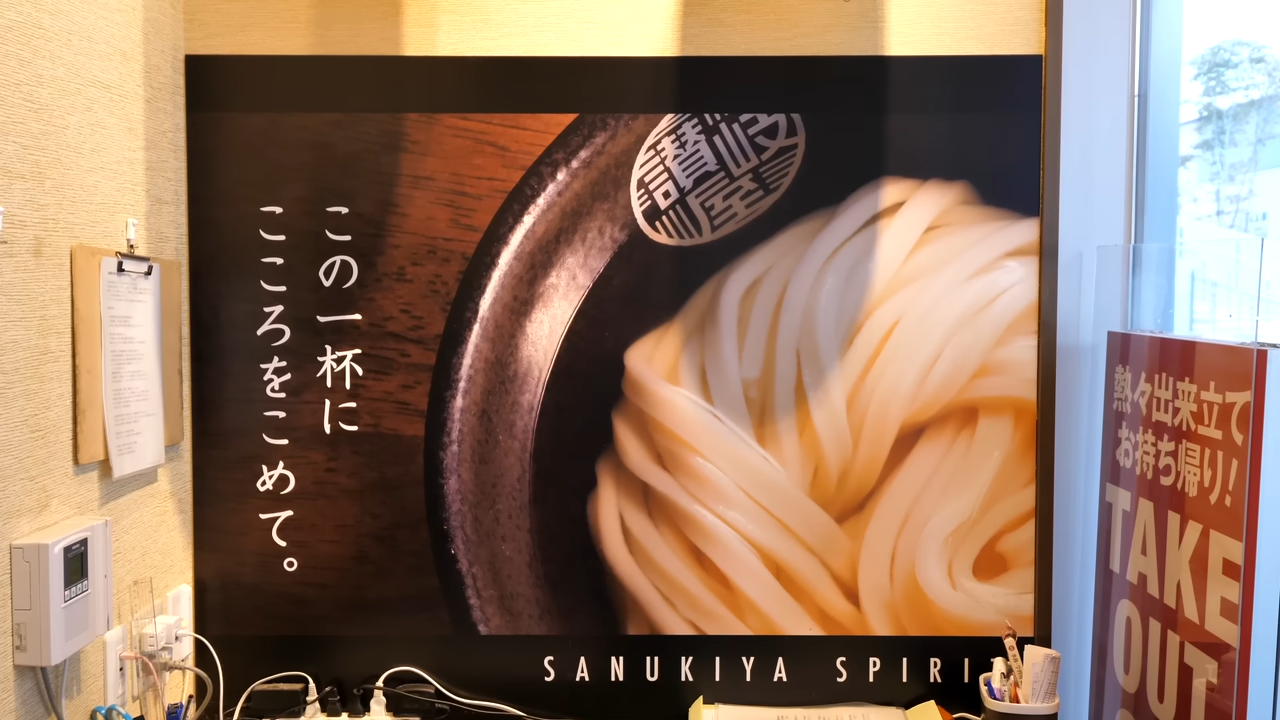 この一杯に
こころをこめて。
讃岐
屋
SANUKIYA SPIRI
熱々出来立て
お持ち帰り!
TAKE
OUT